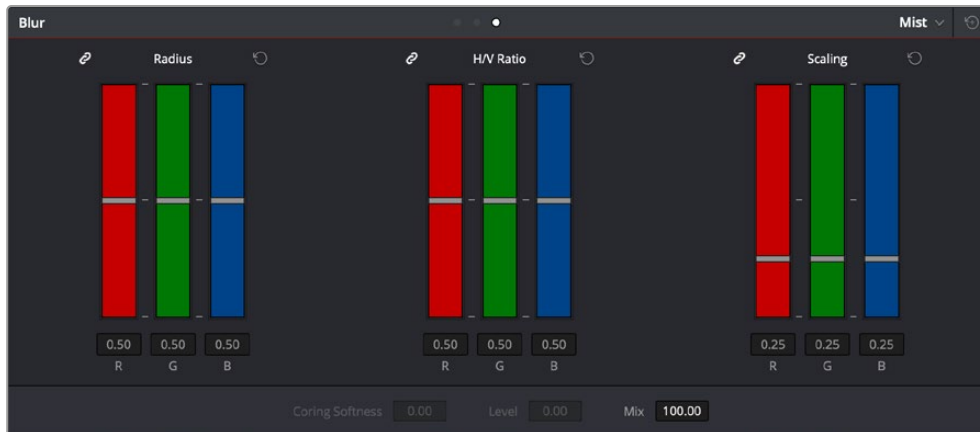 Blur Mist
Radius H/V Ratio Scaling
0.50 0.50 0.50 0.50 0.50 0.50 0.25 0.25 0.25
R G B R G B R G B
Coring Softness 0.00 Level 0.00 Mix 100.00